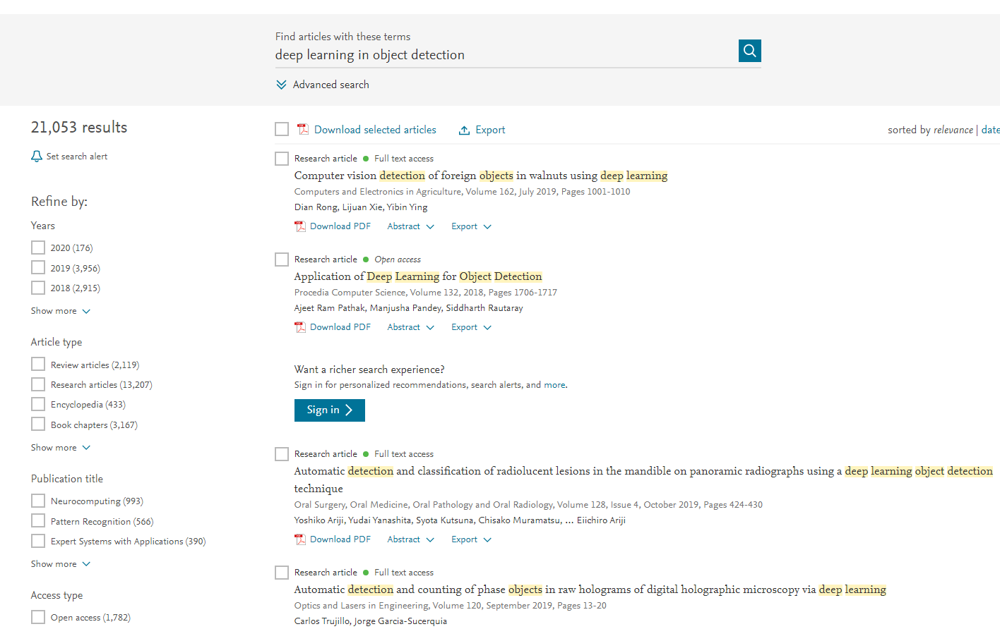 Find articles with these terms
deep learning in object detection
Advanced search
21,053 results
Set search alert
Refine by:
Years
2020 (176)
2019 (3,956)
2018 (2,915)
Show more
Article type
Review articles (2,119)
Research articles (13,207)
Encyclopedia (433)
Book chapters (3,167)
Show more
Publication title
Neurocomputing (993)
Pattern Recognition (566)
Expert Systems with Applications (390)
Show more
Access type
Open access (1,782)
Download selected articles Export
sorted by relevance | date
Research article Full text access
Computer vision detection of foreign objects in walnuts using deep learning
Computers and Electronics in Agriculture, Volume 162, July 2019, Pages 1001-1010
Dian Rong, Lijuan Xie, Yibin Ying
Download PDF Abstract Export
Research article Open access
Application of Deep Learning for Object Detection
Procedia Computer Science, Volume 132, 2018, Pages 1706-1717
Ajeet Ram Pathak, Manjusha Pandey, Siddharth Rautaray
Download PDF Abstract Export
Want a richer search experience?
Sign in for personalized recommendations, search alerts, and more.
Sign in
Research article Full text access
Automatic detection and classification of radiolucent lesions in the mandible on panoramic radiographs using a deep learning object detection
technique
Oral Surgery, Oral Medicine, Oral Pathology and Oral Radiology, Volume 128, Issue 4, October 2019, Pages 424-430
Yoshiko Ariji, Yudai Yanashita, Syota Kutsuna, Chisako Muramatsu, ... Eiichiro Ariji
Download PDF Abstract Export
Research article Full text access
Automatic detection and counting of phase objects in raw holograms of digital holographic microscopy via deep learning
Optics and Lasers in Engineering, Volume 120, September 2019, Pages 13-20
Carlos Trujillo, Jorge Garcia-Sucerquia